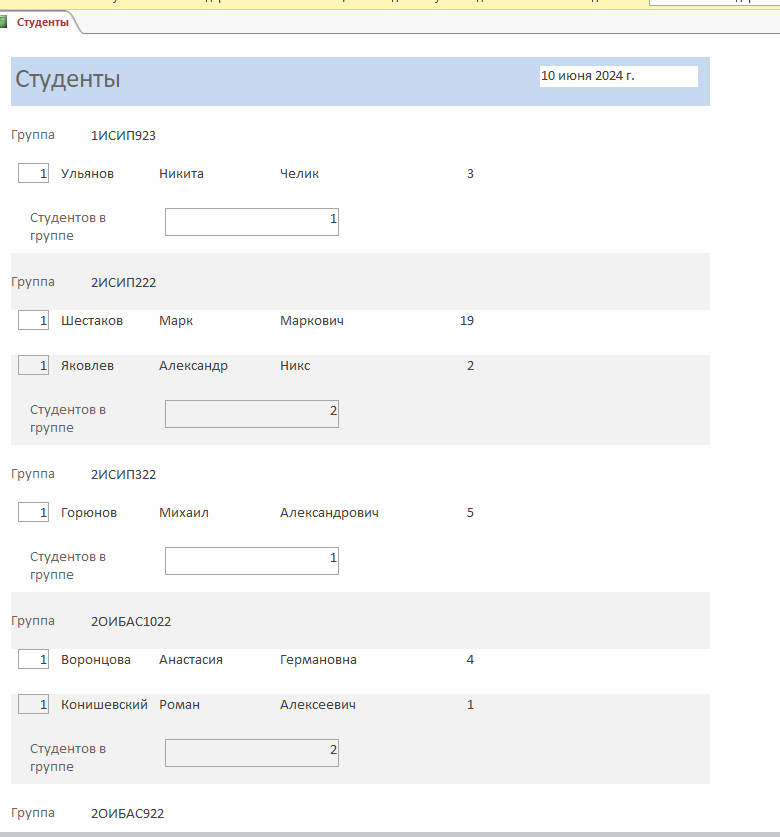 Студенты
Студенты 10 июня 2024 г.
Группа 1ИСИП923
1 Ульянов Никита Челик 3
Студентов в 1
группе
Группа 2ИСИП222
1 Шестаков Марк Маркович 19
1 Яковлев Александр Никс 2
Студентов в 2
группе
Группа 2ИСИП322
1 Горюнов Михаил Александрович 5
Студентов в 1
группе
Группа 2ОИБАС1022
1 Воронцова Анастасия Германовна 4
1 Конишевский Роман Алексеевич 1
Студентов в 2
группе
Группа 2ОИБАС922